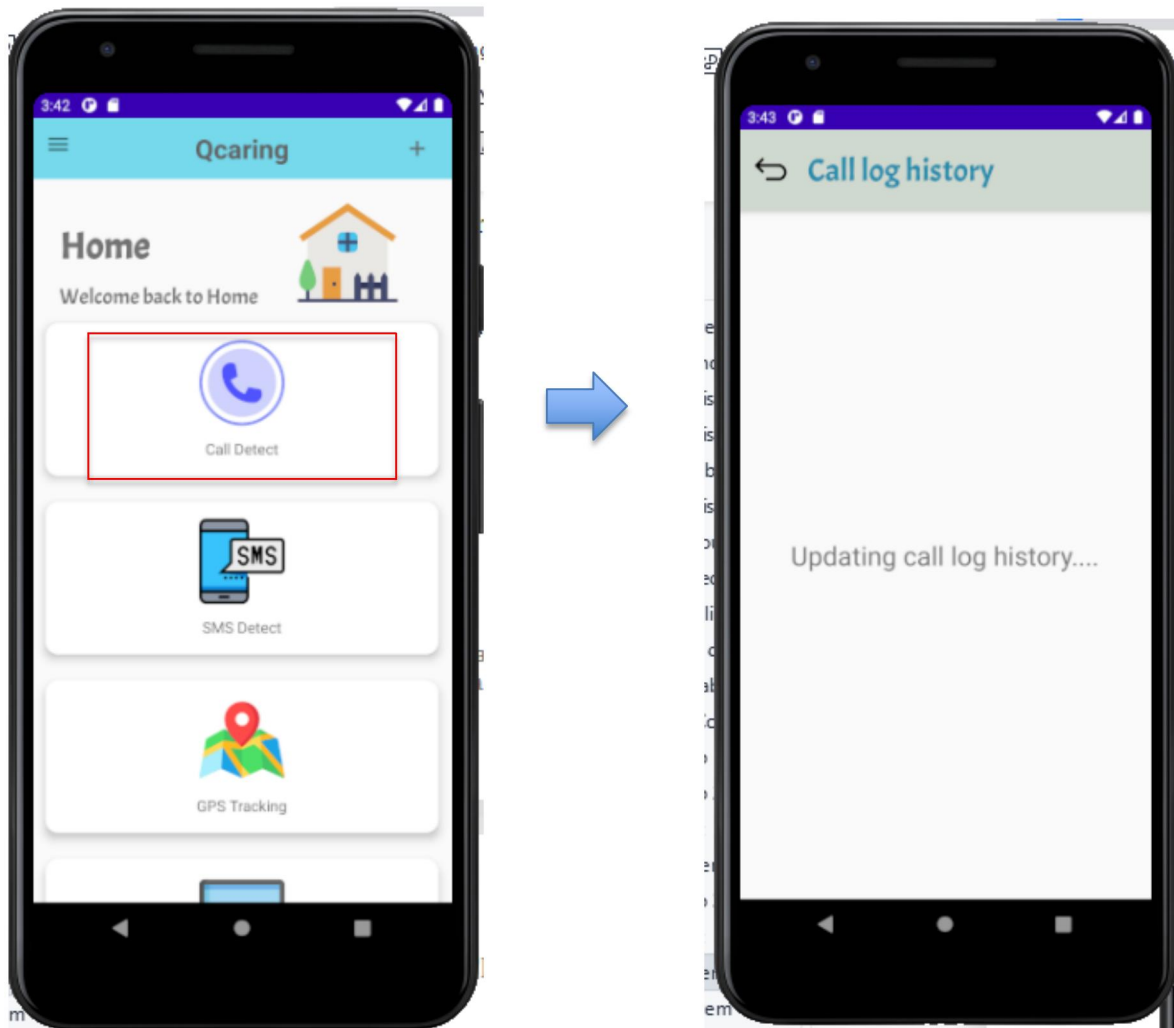 3:42
Qcaring
+
Home
Welcome back to Home
Call Detect
SMS
SMS Detect
GPS Tracking
3:43
Call log history
Updating call log history....
em